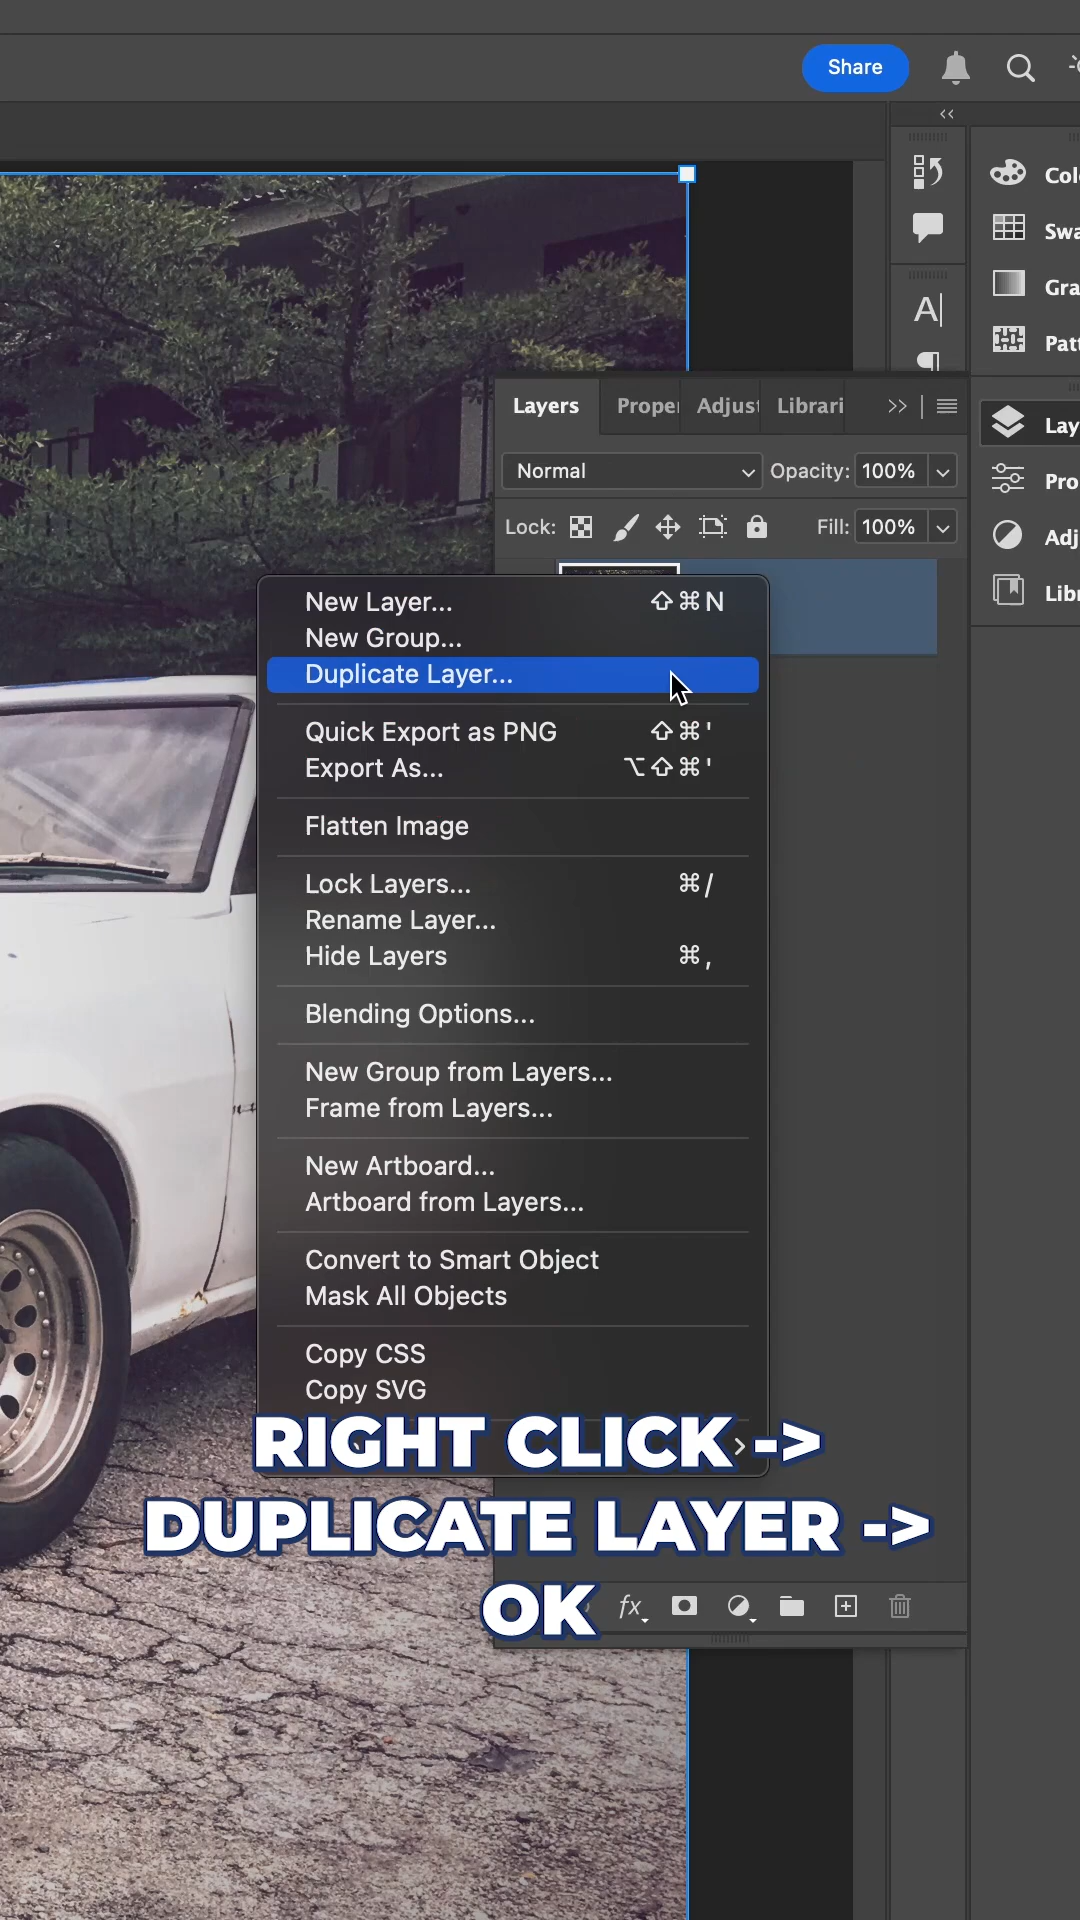 Share
Col
Swa
Gra
A|
Patt
Layers
Proper
Adjust
Librari
Lay
Normal
Opacity: 100%
Pro
Lock:
Fill: 100%
Adj
Libr
New Layer... ⇧⌘N
New Group...
Duplicate Layer...
Quick Export as PNG ⇧⌘'
Export As... ⌥⇧⌘'
Flatten Image
Lock Layers... ⌘/
Rename Layer...
Hide Layers ⌘,
Blending Options...
New Group from Layers...
Frame from Layers...
New Artboard...
Artboard from Layers...
Convert to Smart Object
Mask All Objects
Copy CSS
Copy SVG
RIGHT CLICK ->
DUPLICATE LAYER ->
OK
fx